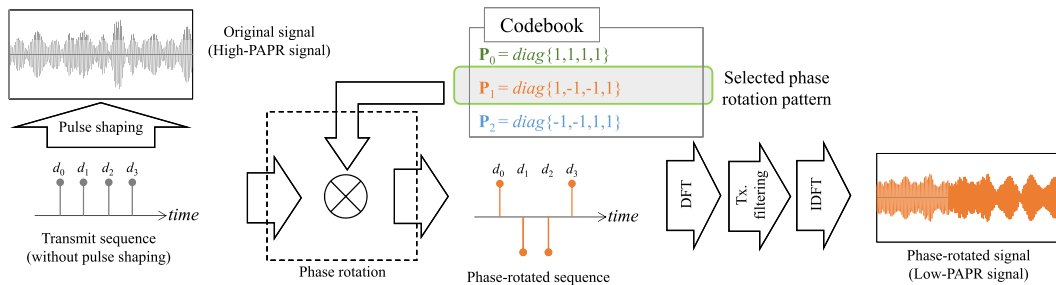 Original signal
(High-PAPR signal)
Pulse shaping
d0 d1 d2 d3
time
Transmit sequence
(without pulse shaping)
Phase rotation
Codebook
P0 = diag{1,1,1,1}
P1 = diag{1,-1,-1,1}
P2 = diag{-1,-1,1,1}
Selected phase
rotation pattern
d0 d1 d2 d3
time
Phase-rotated sequence
DFT
Tx.
filtering
IDFT
Phase-rotated signal
(Low-PAPR signal)